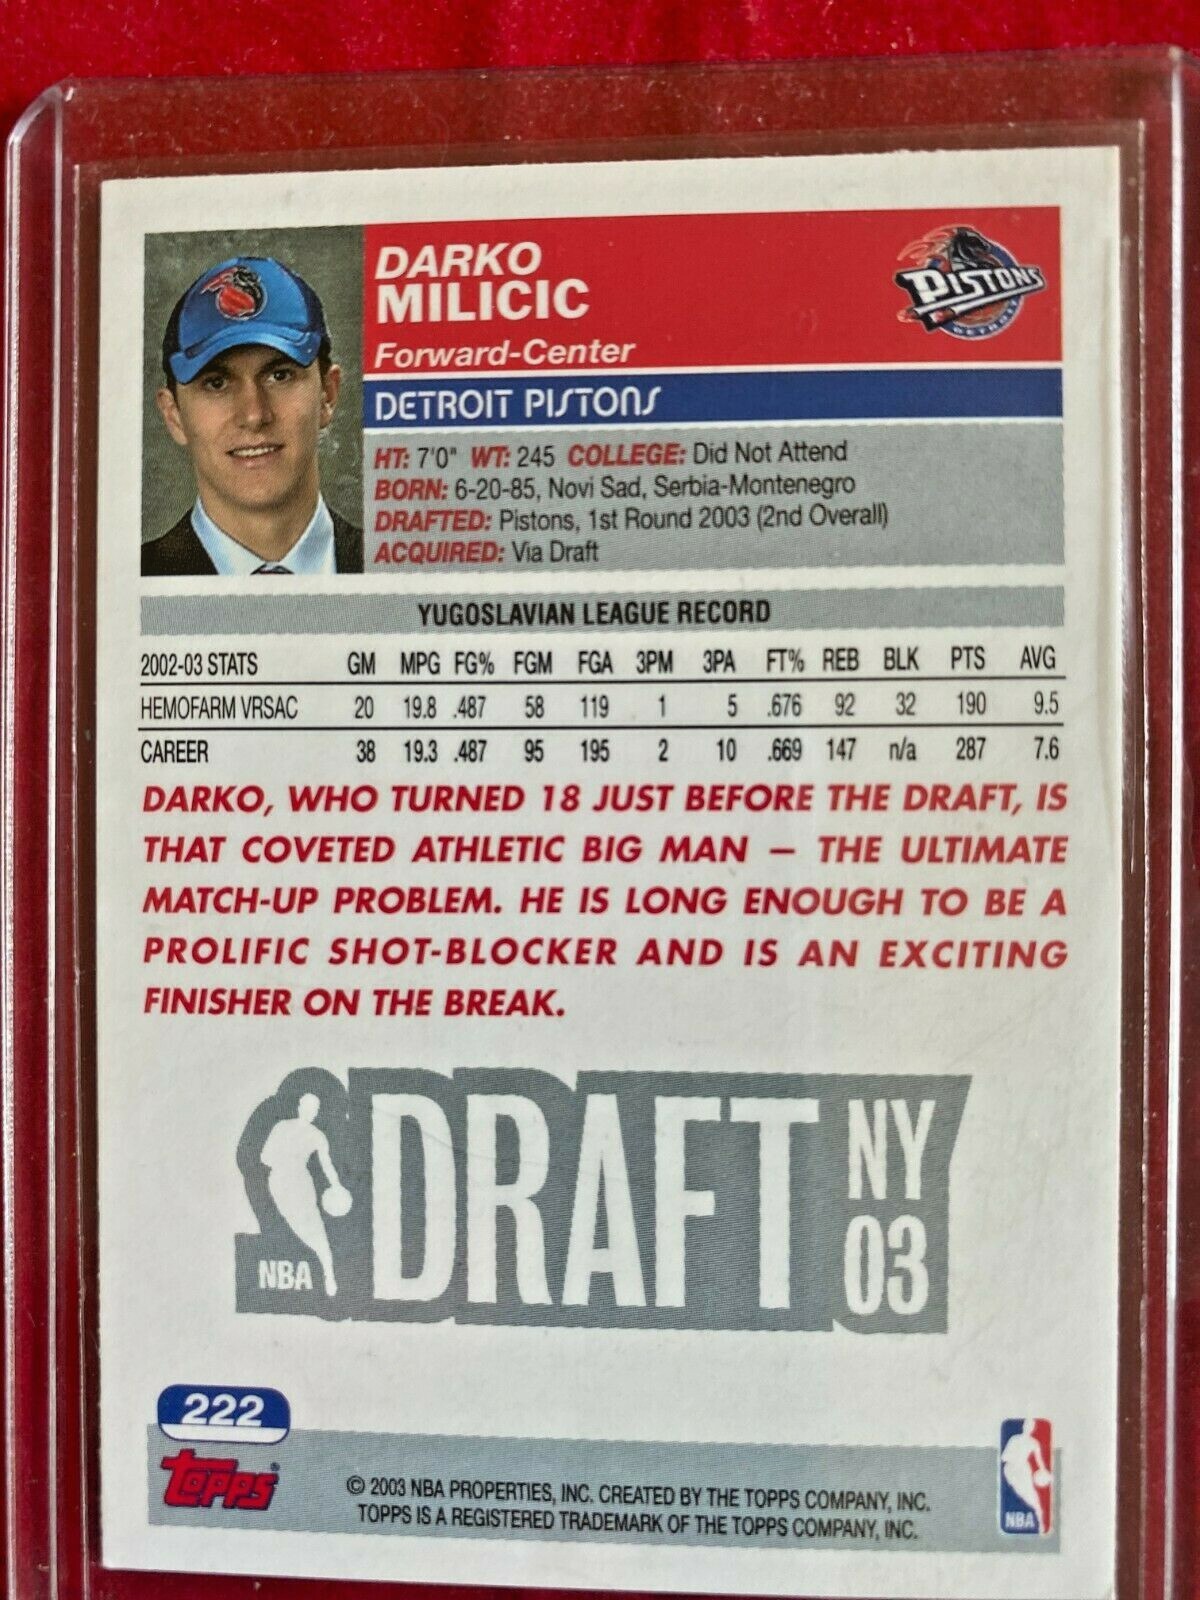 DARKO
MILICIC
Forward-Center
PISTONS
DETROIT
DETROIT PISTONS
HT: 7'0" WT: 245 COLLEGE: Did Not Attend
BORN: 6-20-85, Novi Sad, Serbia-Montenegro
DRAFTED: Pistons, 1st Round 2003 (2nd Overall)
ACQUIRED: Via Draft
YUGOSLAVIAN LEAGUE RECORD
2002-03 STATS GM MPG FG% FGM FGA 3PM 3PA FT% REB BLK PTS AVG
HEMOFARM VRSAC 20 19.8 .487 58 119 1 5 .676 92 32 190 9.5
CAREER 38 19.3 .487 95 195 2 10 .669 147 n/a 287 7.6
DARKO, WHO TURNED 18 JUST BEFORE THE DRAFT, IS
THAT COVETED ATHLETIC BIG MAN — THE ULTIMATE
MATCH-UP PROBLEM. HE IS LONG ENOUGH TO BE A
PROLIFIC SHOT-BLOCKER AND IS AN EXCITING
FINISHER ON THE BREAK.
NBA DRAFT NY 03
222
Topps®
© 2003 NBA PROPERTIES, INC. CREATED BY THE TOPPS COMPANY, INC.
TOPPS IS A REGISTERED TRADEMARK OF THE TOPPS COMPANY, INC.
NBA